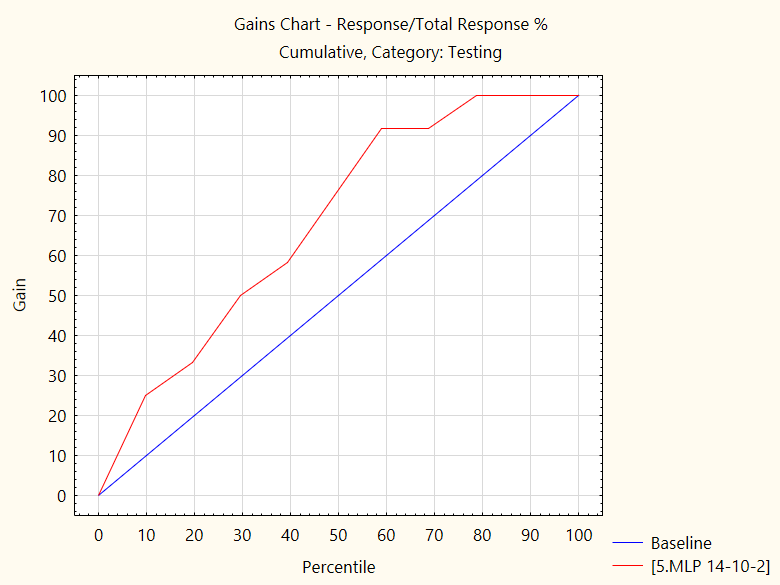 Gains Chart - Response/Total Response %
Cumulative, Category: Testing
100
90
80
70
60
50
40
30
20
10
0
Gain
0 10 20 30 40 50 60 70 80 90 100
Percentile
Baseline
[5.MLP 14-10-2]